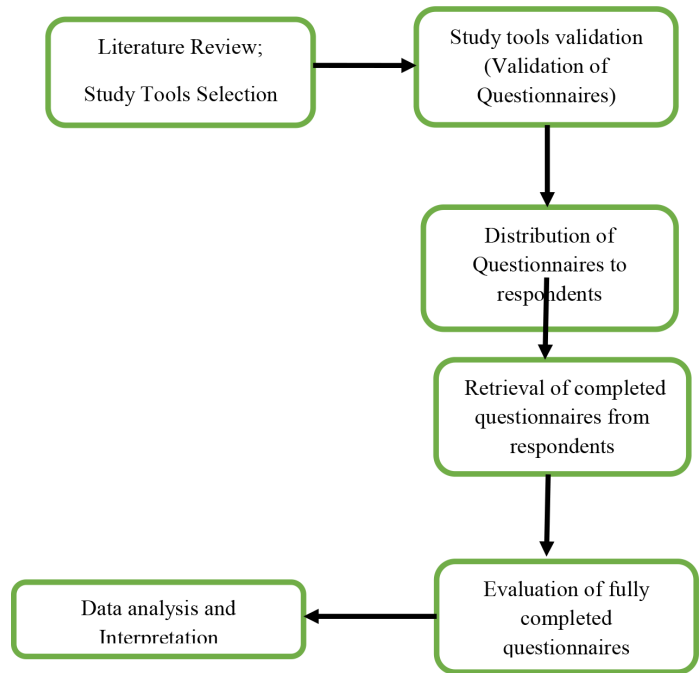 Literature Review;
Study Tools Selection
Study tools validation
(Validation of
Questionnaires)
Distribution of
Questionnaires to
respondents
Retrieval of completed
questionnaires from
respondents
Evaluation of fully
completed
questionnaires
Data analysis and
Interpretation